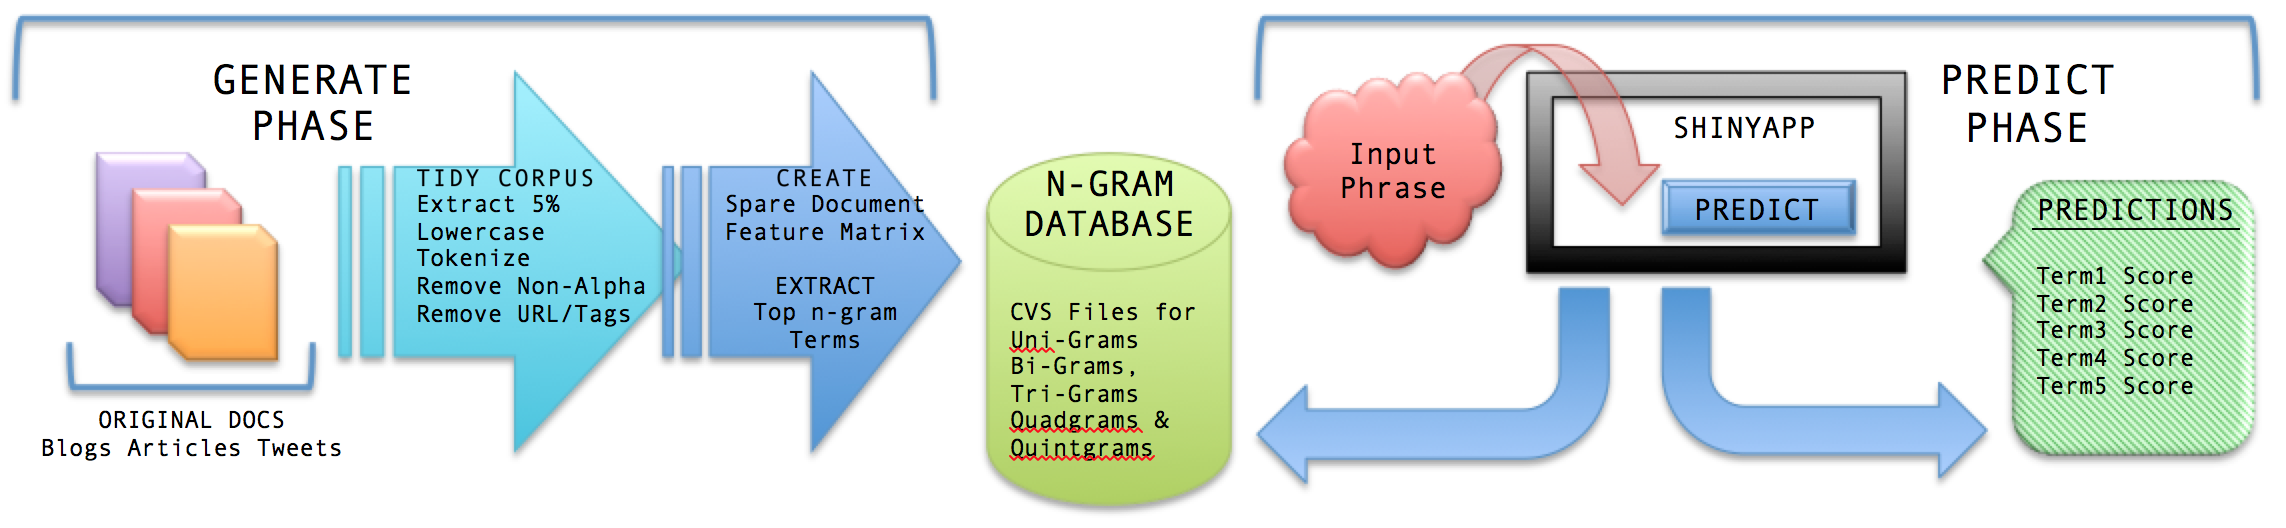 GENERATE
PHASE
ORIGINAL DOCS
Blogs Articles Tweets
TIDY CORPUS
Extract 5%
Lowercase
Tokenize
Remove Non-Alpha
Remove URL/Tags
CREATE
Spare Document
Feature Matrix
EXTRACT
Top n-gram
Terms
N-GRAM
DATABASE
CVS Files for
Uni-Grams
Bi-Grams,
Tri-Grams
Quadgrams &
Quintgrams
Input
Phrase
SHINYAPP
PREDICT
PREDICT
PHASE
PREDICTIONS
Term1 Score
Term2 Score
Term3 Score
Term4 Score
Term5 Score